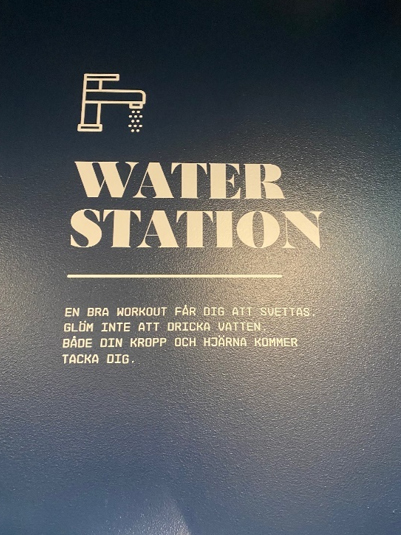 WATER
STATION
EN BRA WORKOUT FÅR DIG ATT SVETTAS.
GLÖM INTE ATT DRICKA VATTEN.
BÅDE DIN KROPP OCH HJÄRNA KOMMER
TACKA DIG.